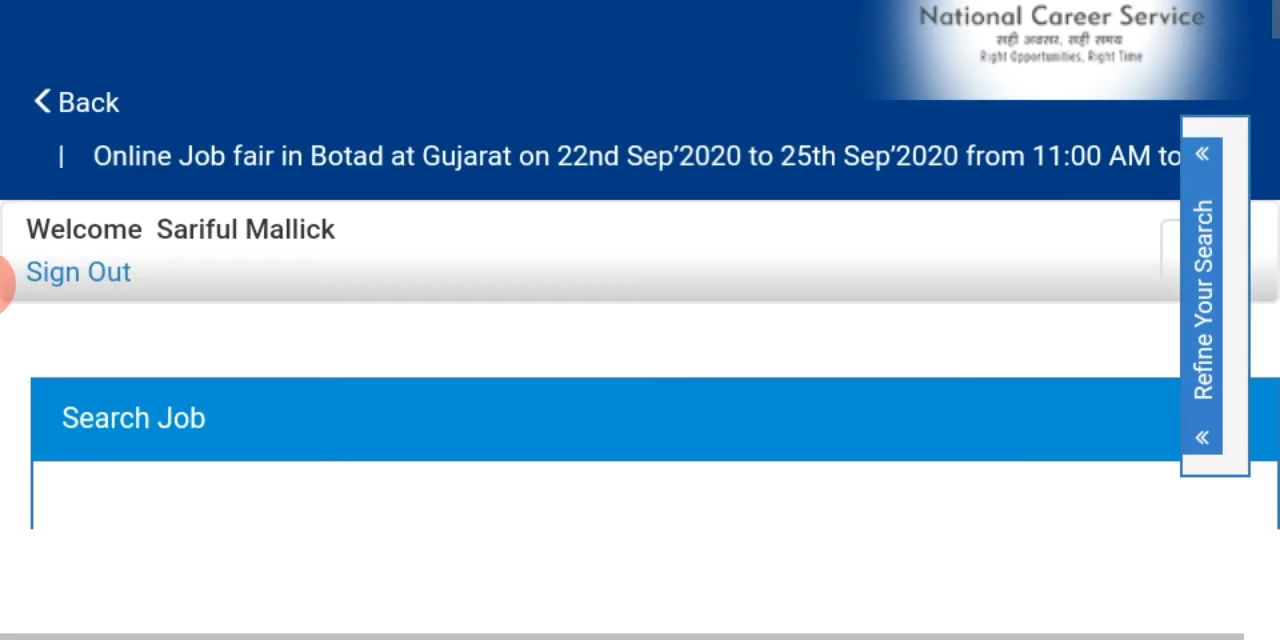 National Career Service
सही अवसर, सही समय
Right Opportunities, Right Time
Back
| Online Job fair in Botad at Gujarat on 22nd Sep’2020 to 25th Sep’2020 from 11:00 AM to
Welcome Sariful Mallick
Sign Out
Refine Your Search
Search Job